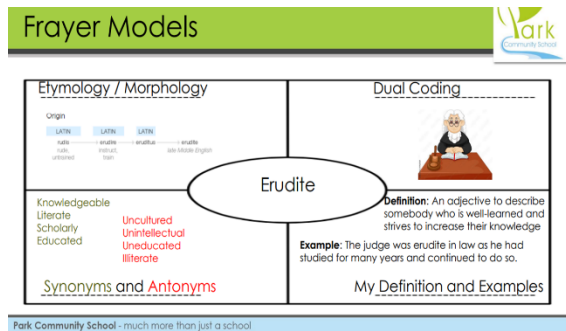 Frayer Models
Park
Community School
Etymology / Morphology
Origin
LATIN LATIN LATIN
rudis erudire eruditus erudite
rude, instruct, late Middle English
untrained train
Dual Coding
Erudite
Knowledgeable
Literate
Scholarly
Educated
Uncultured
Unintellectual
Uneducated
Illiterate
Synonyms and Antonyms
Definition: An adjective to describe
somebody who is well-learned and
strives to increase their knowledge
Example: The judge was erudite in law as he had
studied for many years and continued to do so.
My Definition and Examples
Park Community School - much more than just a school